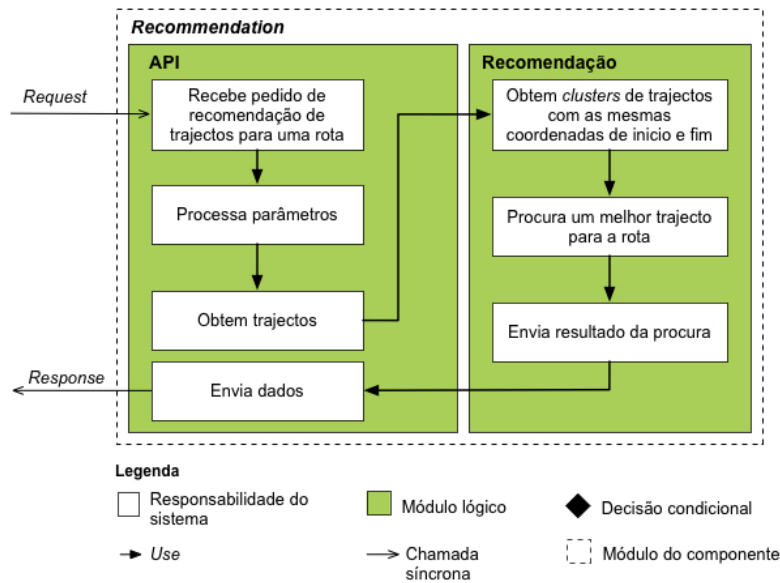 Recommendation
API
Recebe pedido de
recomendação de
trajectos para uma rota
Processa parâmetros
Obtem trajectos
Envia dados
Request
Response
Recomendação
Obtem clusters de trajectos
com as mesmas
coordenadas de inicio e fim
Procura um melhor trajecto
para a rota
Envia resultado da procura
Legenda
Responsabilidade do
sistema
Módulo lógico
Decisão condicional
Use
Chamada
síncrona
Módulo do componente